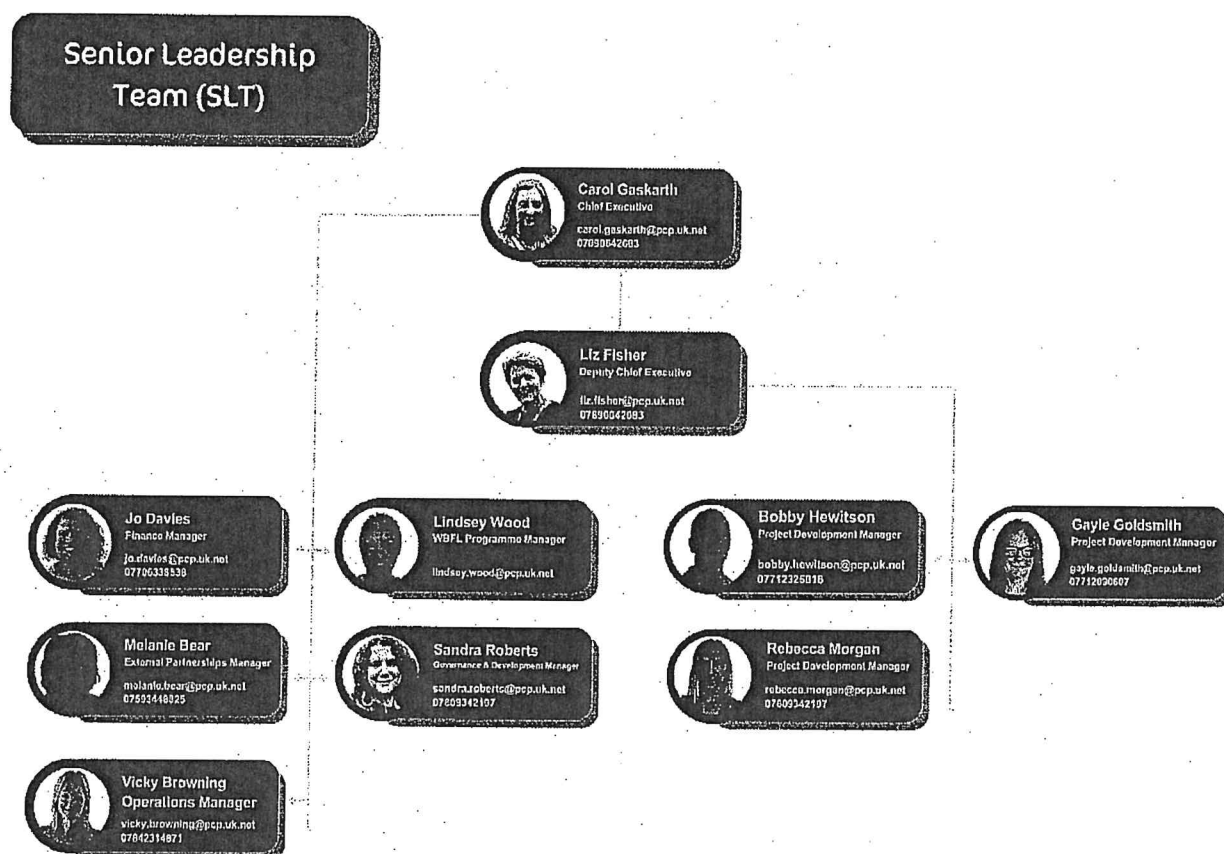 Senior Leadership
Team (SLT)
Carol Gaskarth
Chief Executive
carol.gaskarth@pcp.uk.net
Liz Fisher
Deputy Chief Executive
liz.fisher@pcp.uk.net
Jo Davies
Finance Manager
jo.davies@pcp.uk.net
Lindsey Wood
WBFL Programme Manager
lindsey.wood@pcp.uk.net
Bobby Hewitson
Project Development Manager
bobby.hewitson@pcp.uk.net
Gayle Goldsmith
Project Development Manager
gayle.goldsmith@pcp.uk.net
Melanie Bear
External Partnerships Manager
melanie.bear@pcp.uk.net
Sandra Roberts
Governance & Development Manager
sandra.roberts@pcp.uk.net
Rebecca Morgan
Project Development Manager
rebecca.morgan@pcp.uk.net
Vicky Browning
Operations Manager
vicky.browning@pcp.uk.net